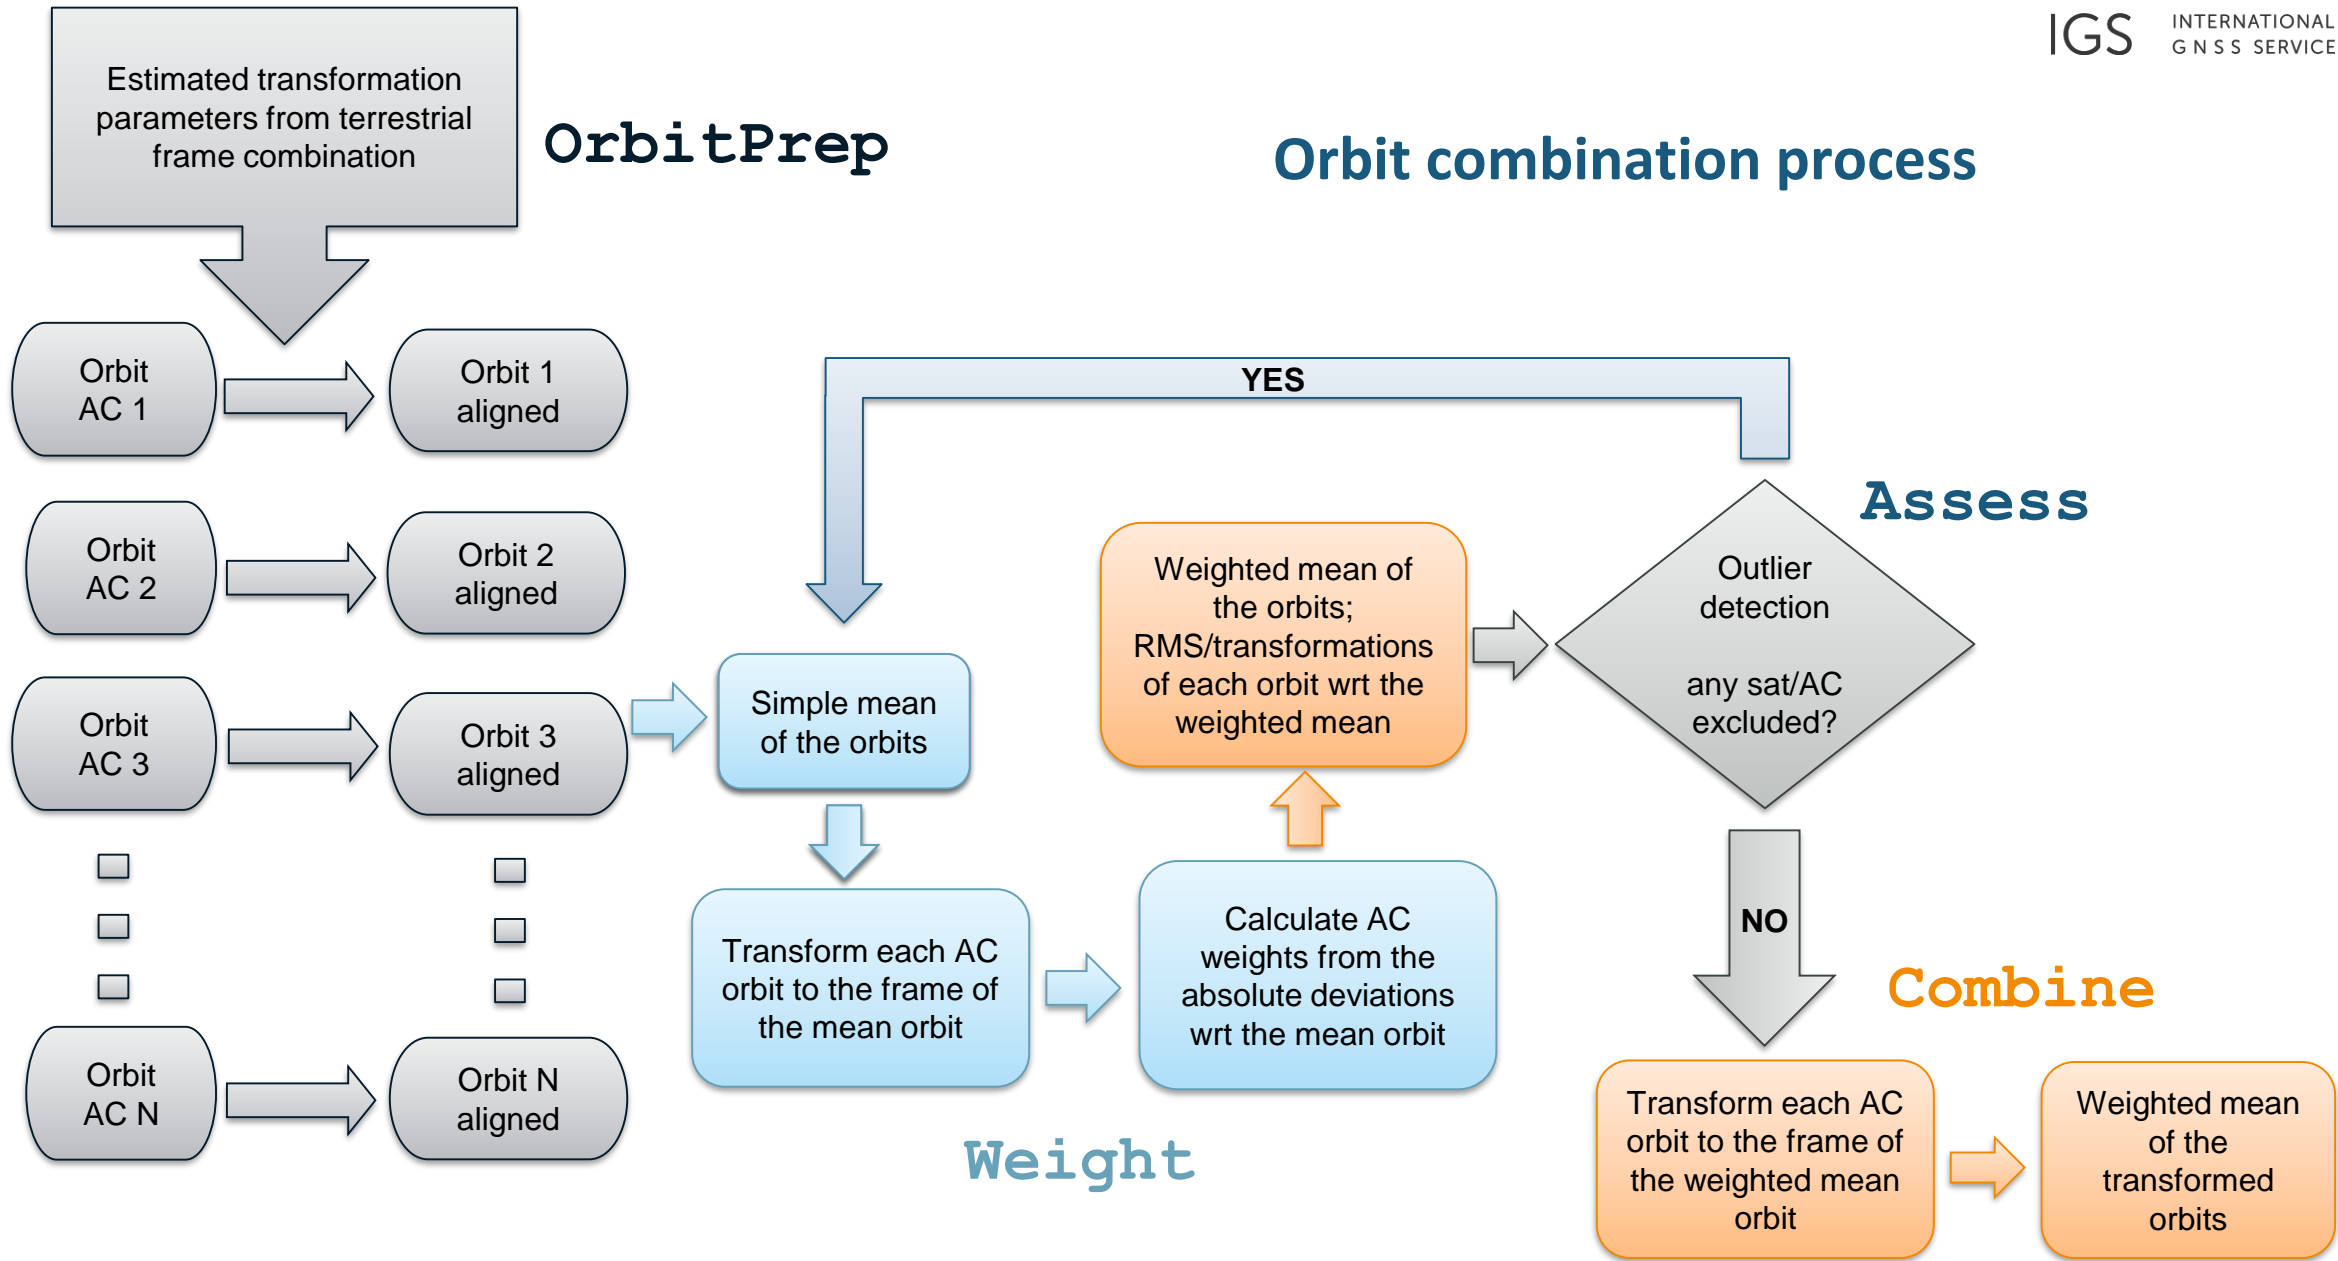 IGS
INTERNATIONAL
GNSS SERVICE
Estimated transformation
parameters from terrestrial
frame combination
OrbitPrep
Orbit combination process
Orbit
AC 1
Orbit 1
aligned
Orbit
AC 2
Orbit 2
aligned
Orbit
AC 3
Orbit 3
aligned
Orbit
AC N
Orbit N
aligned
YES
Simple mean
of the orbits
Transform each AC
orbit to the frame of
the mean orbit
Calculate AC
weights from the
absolute deviations
wrt the mean orbit
Weight
Weighted mean of
the orbits;
RMS/transformations
of each orbit wrt the
weighted mean
Assess
Outlier
detection
any sat/AC
excluded?
NO
Combine
Transform each AC
orbit to the frame of
the weighted mean
orbit
Weighted mean
of the
transformed
orbits